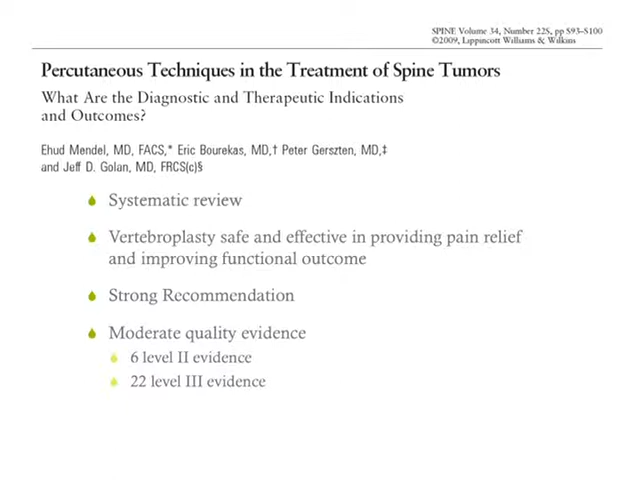 SPINE Volume 34, Number 22S, pp S93–S100
©2009, Lippincott Williams & Wilkins
Percutaneous Techniques in the Treatment of Spine Tumors
What Are the Diagnostic and Therapeutic Indications
and Outcomes?
Ehud Mendel, MD, FACS,* Eric Bourekas, MD,† Peter Gerszten, MD,‡
and Jeff D. Golan, MD, FRCS(c)§
Systematic review
Vertebroplasty safe and effective in providing pain relief
and improving functional outcome
Strong Recommendation
Moderate quality evidence
6 level II evidence
22 level III evidence